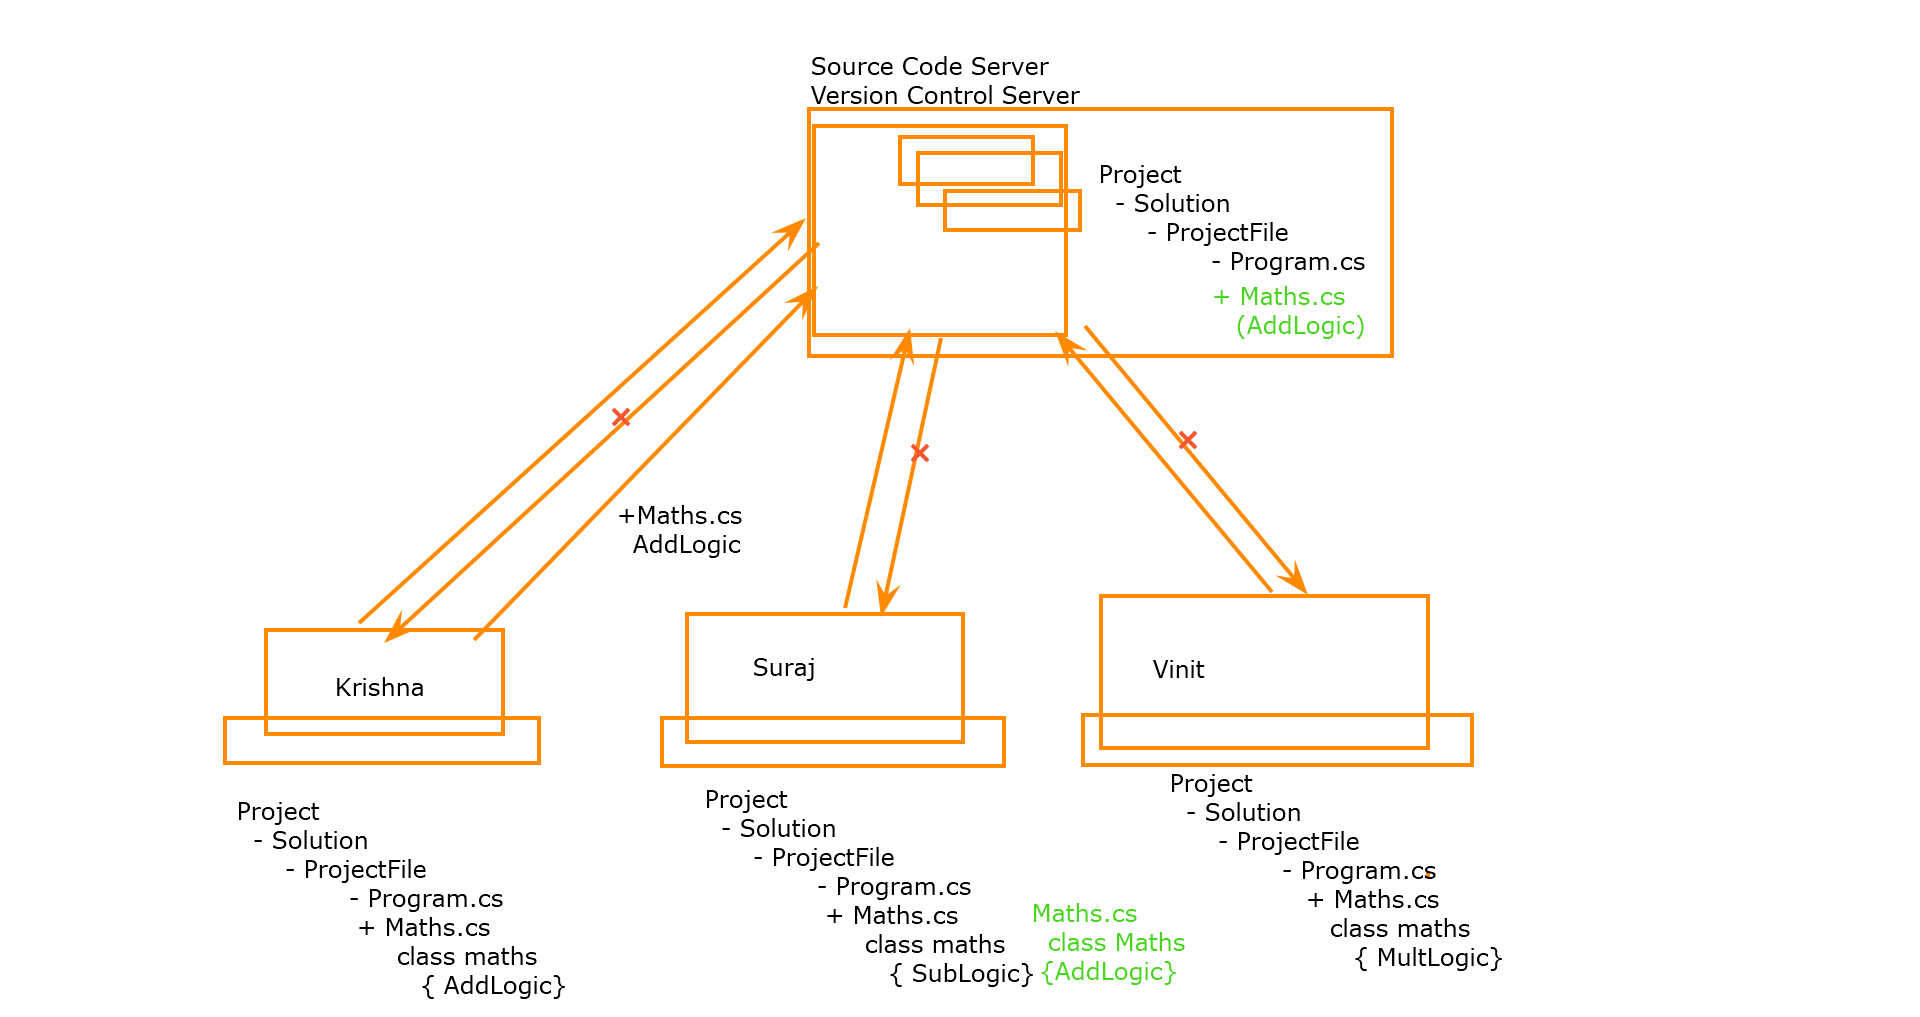 Source Code Server
Version Control Server
Project
- Solution
- ProjectFile
- Program.cs
+ Maths.cs
(AddLogic)
+Maths.cs
AddLogic
Krishna
Suraj
Vinit
Project
- Solution
- ProjectFile
- Program.cs
+ Maths.cs
class maths
{ AddLogic}
Project
- Solution
- ProjectFile
- Program.cs
+ Maths.cs
class maths
{ SubLogic}
Maths.cs
class Maths
{AddLogic}
Project
- Solution
- ProjectFile
- Program.cs
+ Maths.cs
class maths
{ MultLogic}